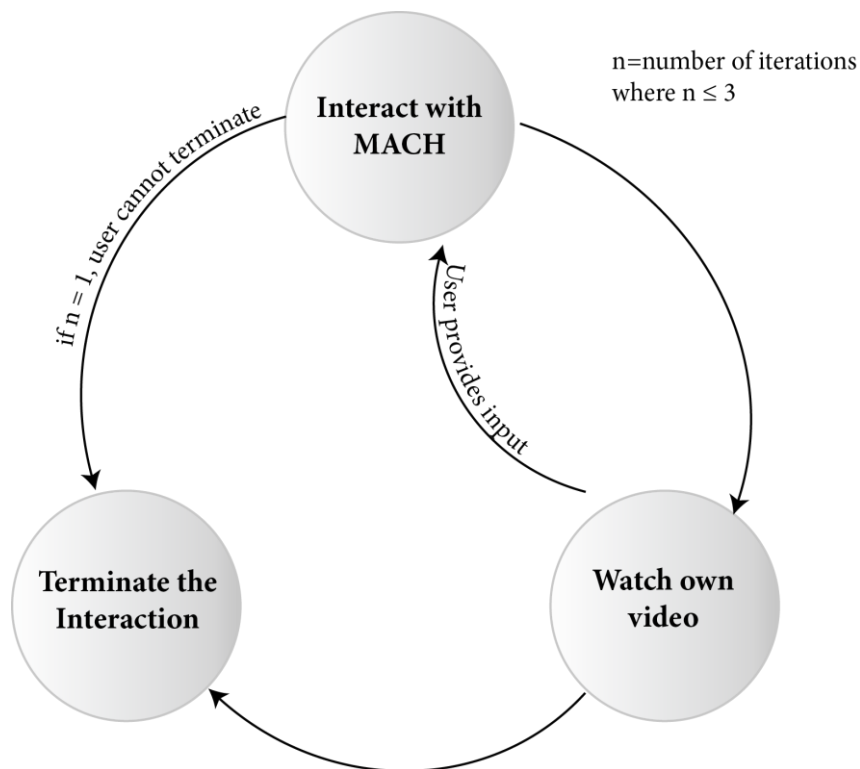 Interact with
MACH
n=number of iterations
where n ≤ 3
if n = 1, user cannot terminate
User provides input
Terminate the
Interaction
Watch own
video